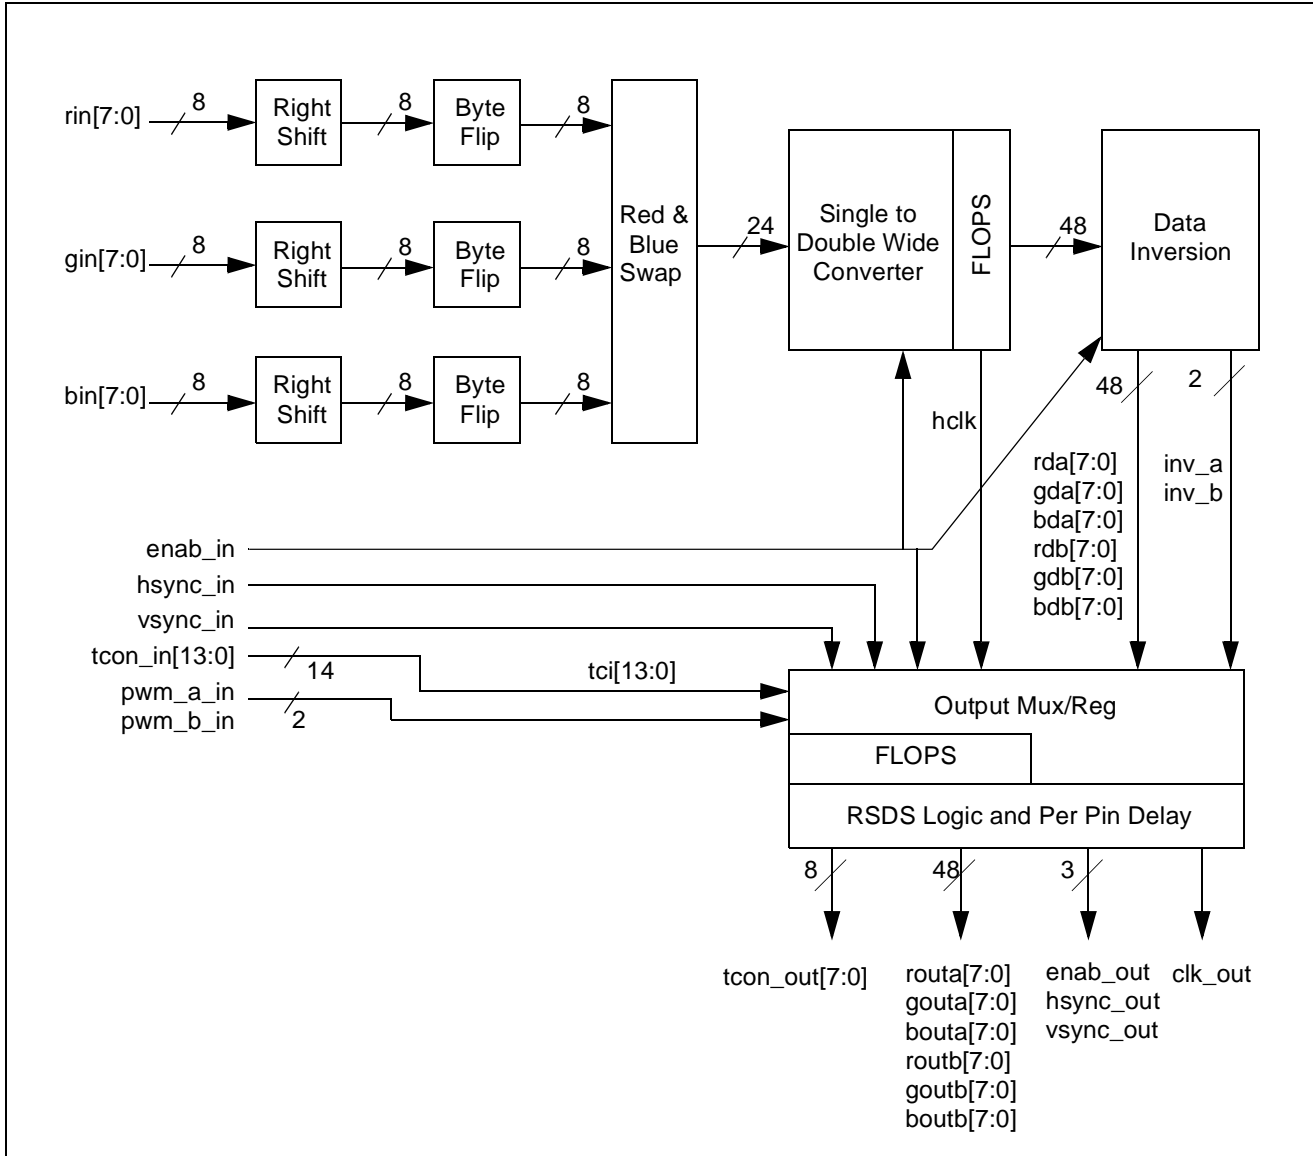 rin[7:0]
8
Right
Shift
8
Byte
Flip
8
gin[7:0]
8
Right
Shift
8
Byte
Flip
8
bin[7:0]
8
Right
Shift
8
Byte
Flip
8
Red &
Blue
Swap
24
Single to
Double Wide
Converter
FLOPS
48
Data
Inversion
hclk
48
2
rda[7:0]
gda[7:0]
bda[7:0]
rdb[7:0]
gdb[7:0]
bdb[7:0]
inv_a
inv_b
enab_in
hsync_in
vsync_in
tcon_in[13:0]
14
tci[13:0]
pwm_a_in
pwm_b_in
2
Output Mux/Reg
FLOPS
RSDS Logic and Per Pin Delay
8
48
3
tcon_out[7:0]
routa[7:0]
gouta[7:0]
bouta[7:0]
routb[7:0]
goutb[7:0]
boutb[7:0]
enab_out
hsync_out
vsync_out
clk_out